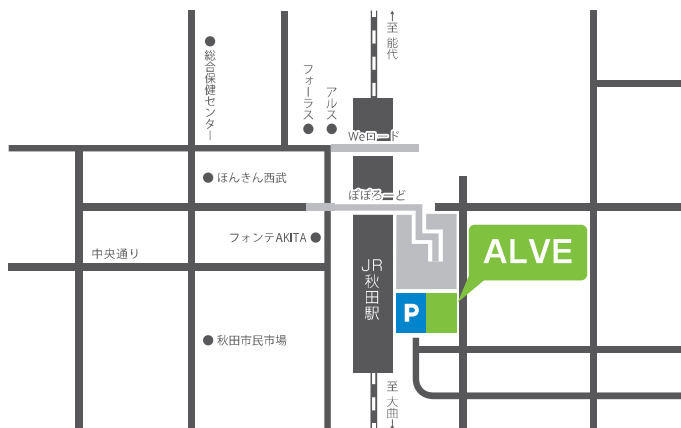 ←至 能代
総合保健センター
フォーラス
アルス
Weロード
ほんきん西武
ぽぽろーど
フォンテAKITA
中央通り
ALVE
JR秋田駅
P
秋田市民市場
至 大曲→